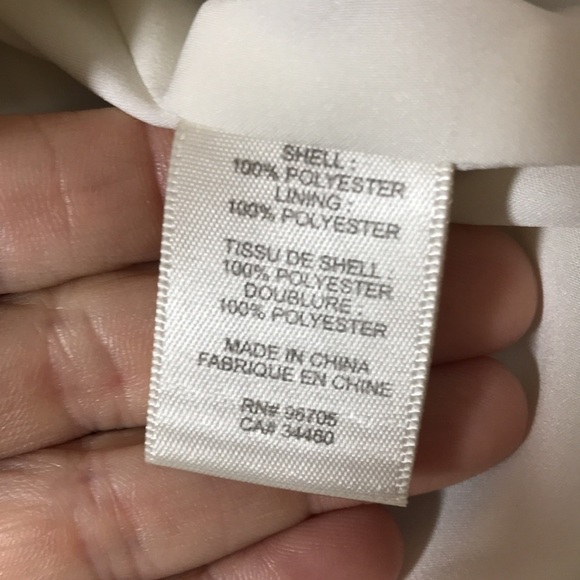 SHELL :
100% POLYESTER
LINING :
100% POLYESTER
TISSU DE SHELL :
100% POLYESTER
DOUBLURE :
100% POLYESTER
MADE IN CHINA
FABRIQUE EN CHINE
RN# 96705
CA# 34460